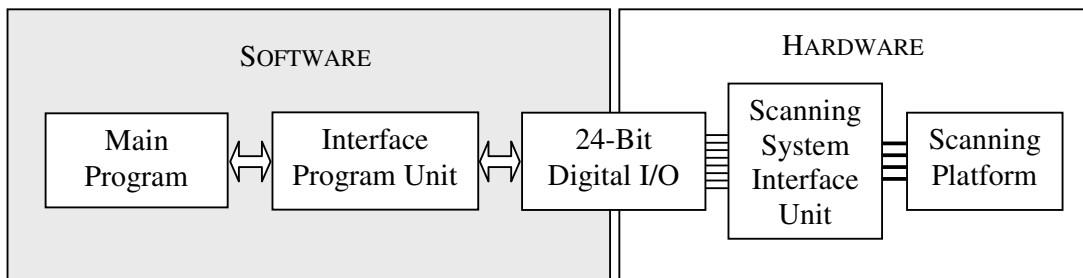 SOFTWARE
HARDWARE
Main
Program
Interface
Program Unit
24-Bit
Digital I/O
Scanning
System
Interface
Unit
Scanning
Platform